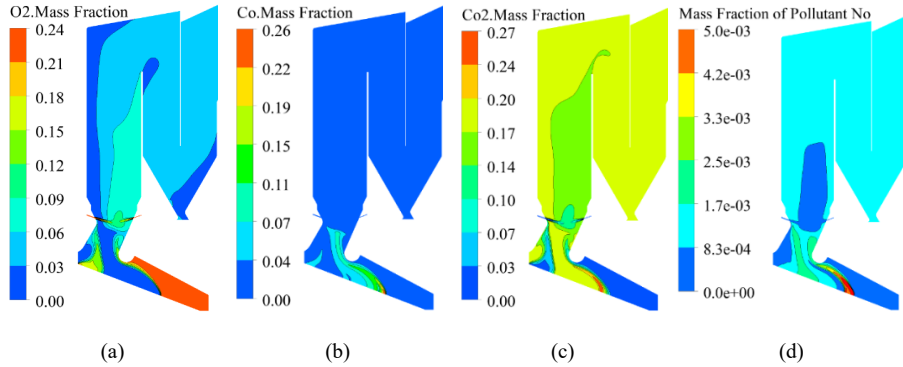 O2.Mass Fraction
0.24
0.21
0.18
0.15
0.12
0.09
0.06
0.03
0.00
(a)
Co.Mass Fraction
0.26
0.22
0.19
0.15
0.11
0.07
0.04
0.00
(b)
Co2.Mass Fraction
0.27
0.24
0.20
0.17
0.13
0.10
0.07
0.03
0.00
(c)
Mass Fraction of Pollutant No
5.0e-03
4.2e-03
3.3e-03
2.5e-03
1.7e-03
8.3e-04
0.0e+00
(d)